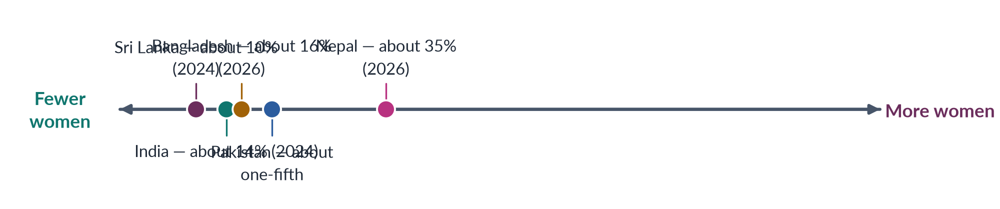 Sri Lanka — about 10%
(2024)
Bangladesh — about 16%
(2026)
Nepal — about 35%
(2026)
Fewer
women
More women
India — about 14% (2024)
Pakistan — about
one-fifth